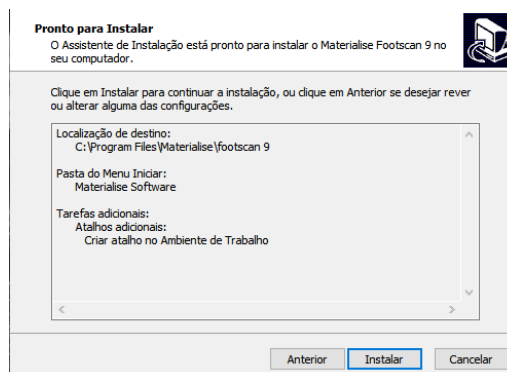 Pronto para Instalar
O Assistente de Instalação está pronto para instalar o Materialise Footscan 9 no
seu computador.
Clique em Instalar para continuar a instalação, ou clique em Anterior se desejar rever
ou alterar alguma das configurações.
Localização de destino:
C:\Program Files\Materialise\footscan 9
Pasta do Menu Iniciar:
Materialise Software
Tarefas adicionais:
Atalhos adicionais:
Criar atalho no Ambiente de Trabalho
Anterior
Instalar
Cancelar